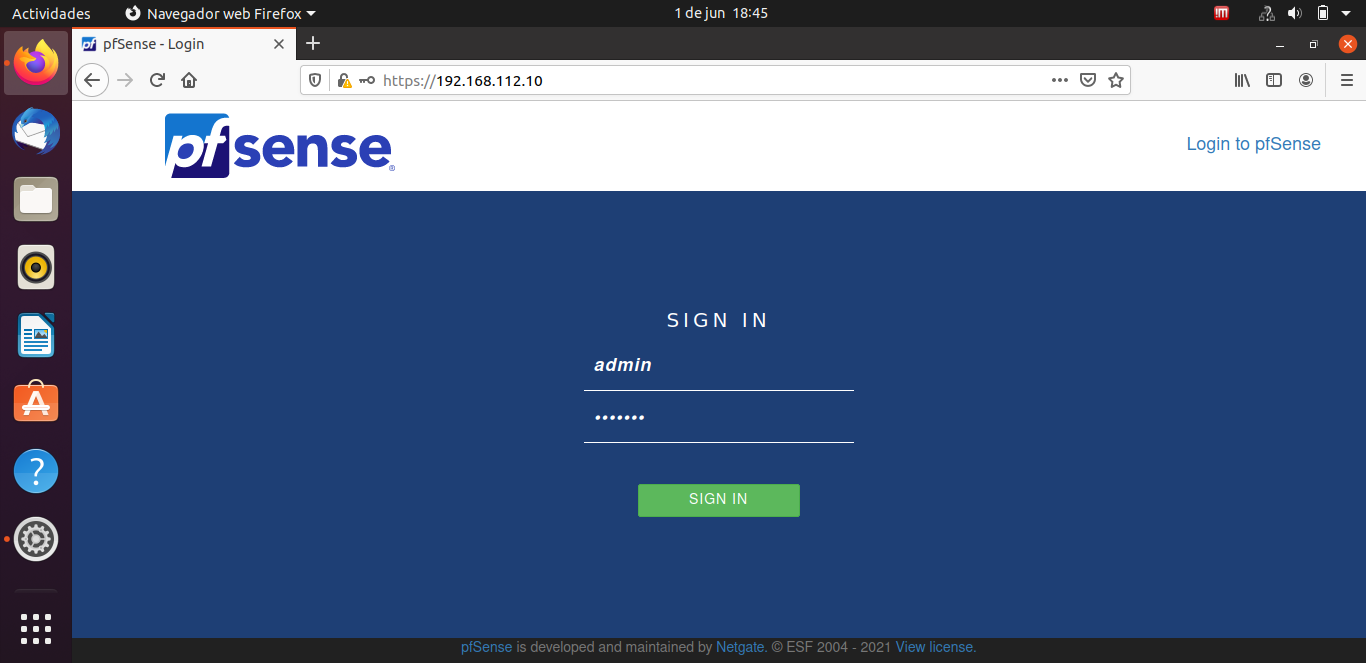 Actividades Navegador web Firefox 1 de jun 18:45
pfSense - Login
https://192.168.112.10
pfsense
Login to pfSense
SIGN IN
admin
•••••••
SIGN IN
pfSense is developed and maintained by Netgate. © ESF 2004 - 2021 View license.